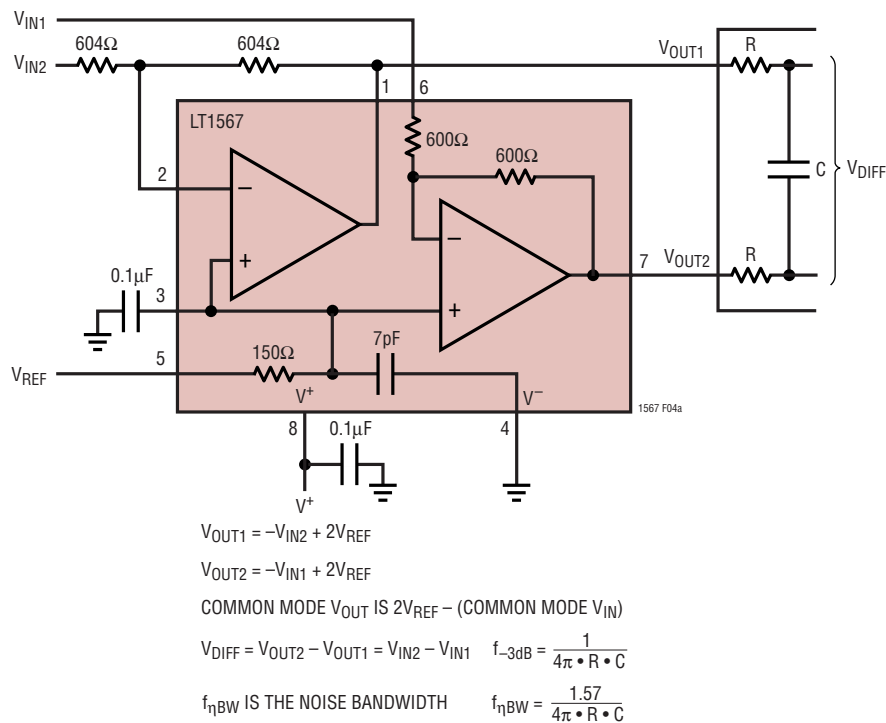 V_IN1
604Ω 604Ω V_OUT1 R
V_IN2
1 6
LT1567
600Ω
600Ω
2 − − C V_DIFF
+ 7 V_OUT2 R
0.1µF
3 +
7pF
5 150Ω
V_REF
V⁺ V⁻
1567 F04a
8 0.1µF 4
V⁺
V_OUT1 = –V_IN2 + 2V_REF
V_OUT2 = –V_IN1 + 2V_REF
COMMON MODE V_OUT IS 2V_REF – (COMMON MODE V_IN)
V_DIFF = V_OUT2 – V_OUT1 = V_IN2 – V_IN1 f_–3dB = 1 / 4π • R • C
f_ηBW IS THE NOISE BANDWIDTH f_ηBW = 1.57 / 4π • R • C